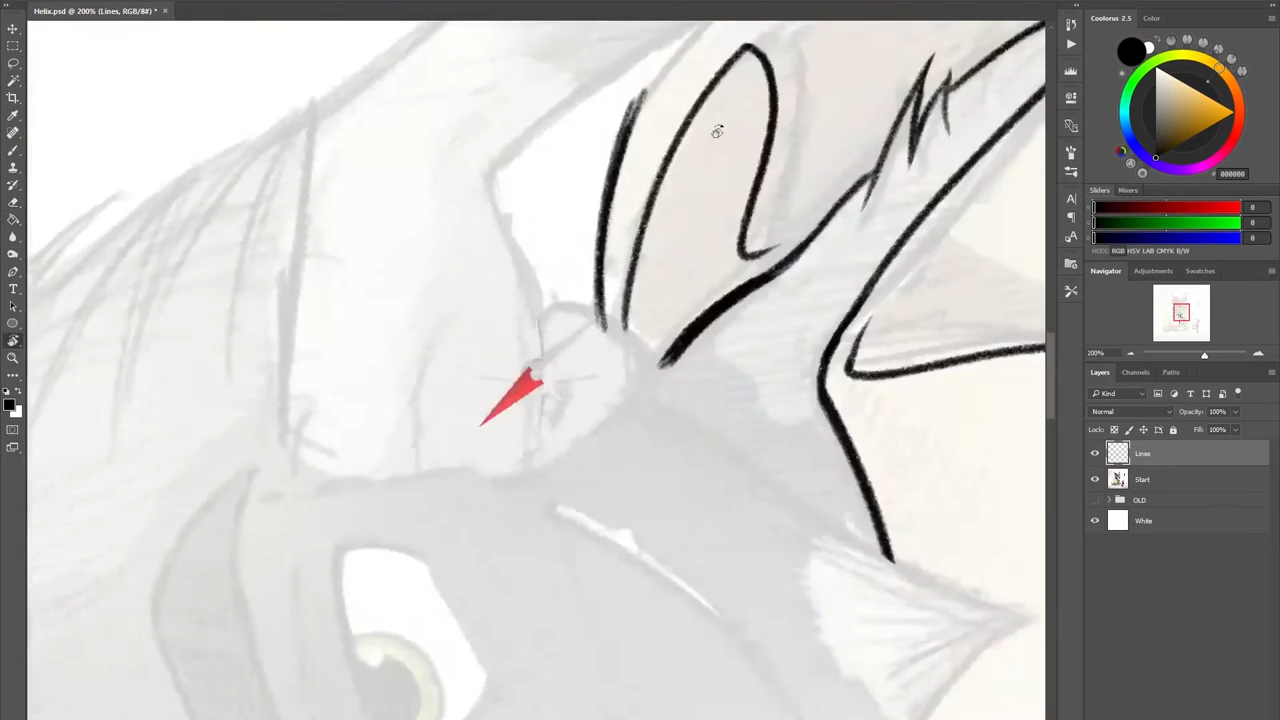 Helix.psd @ 200% (Lines, RGB/8#) *
Coolorus 2.5 Color
000000
Sliders Mixers
0
0
0
MODE: RGB HSV LAB CMYK B/W
Navigator Adjustments Swatches
200%
Layers Channels Paths
Kind
Normal Opacity: 100%
Lock: Fill: 100%
Lines
Start
OLD
White